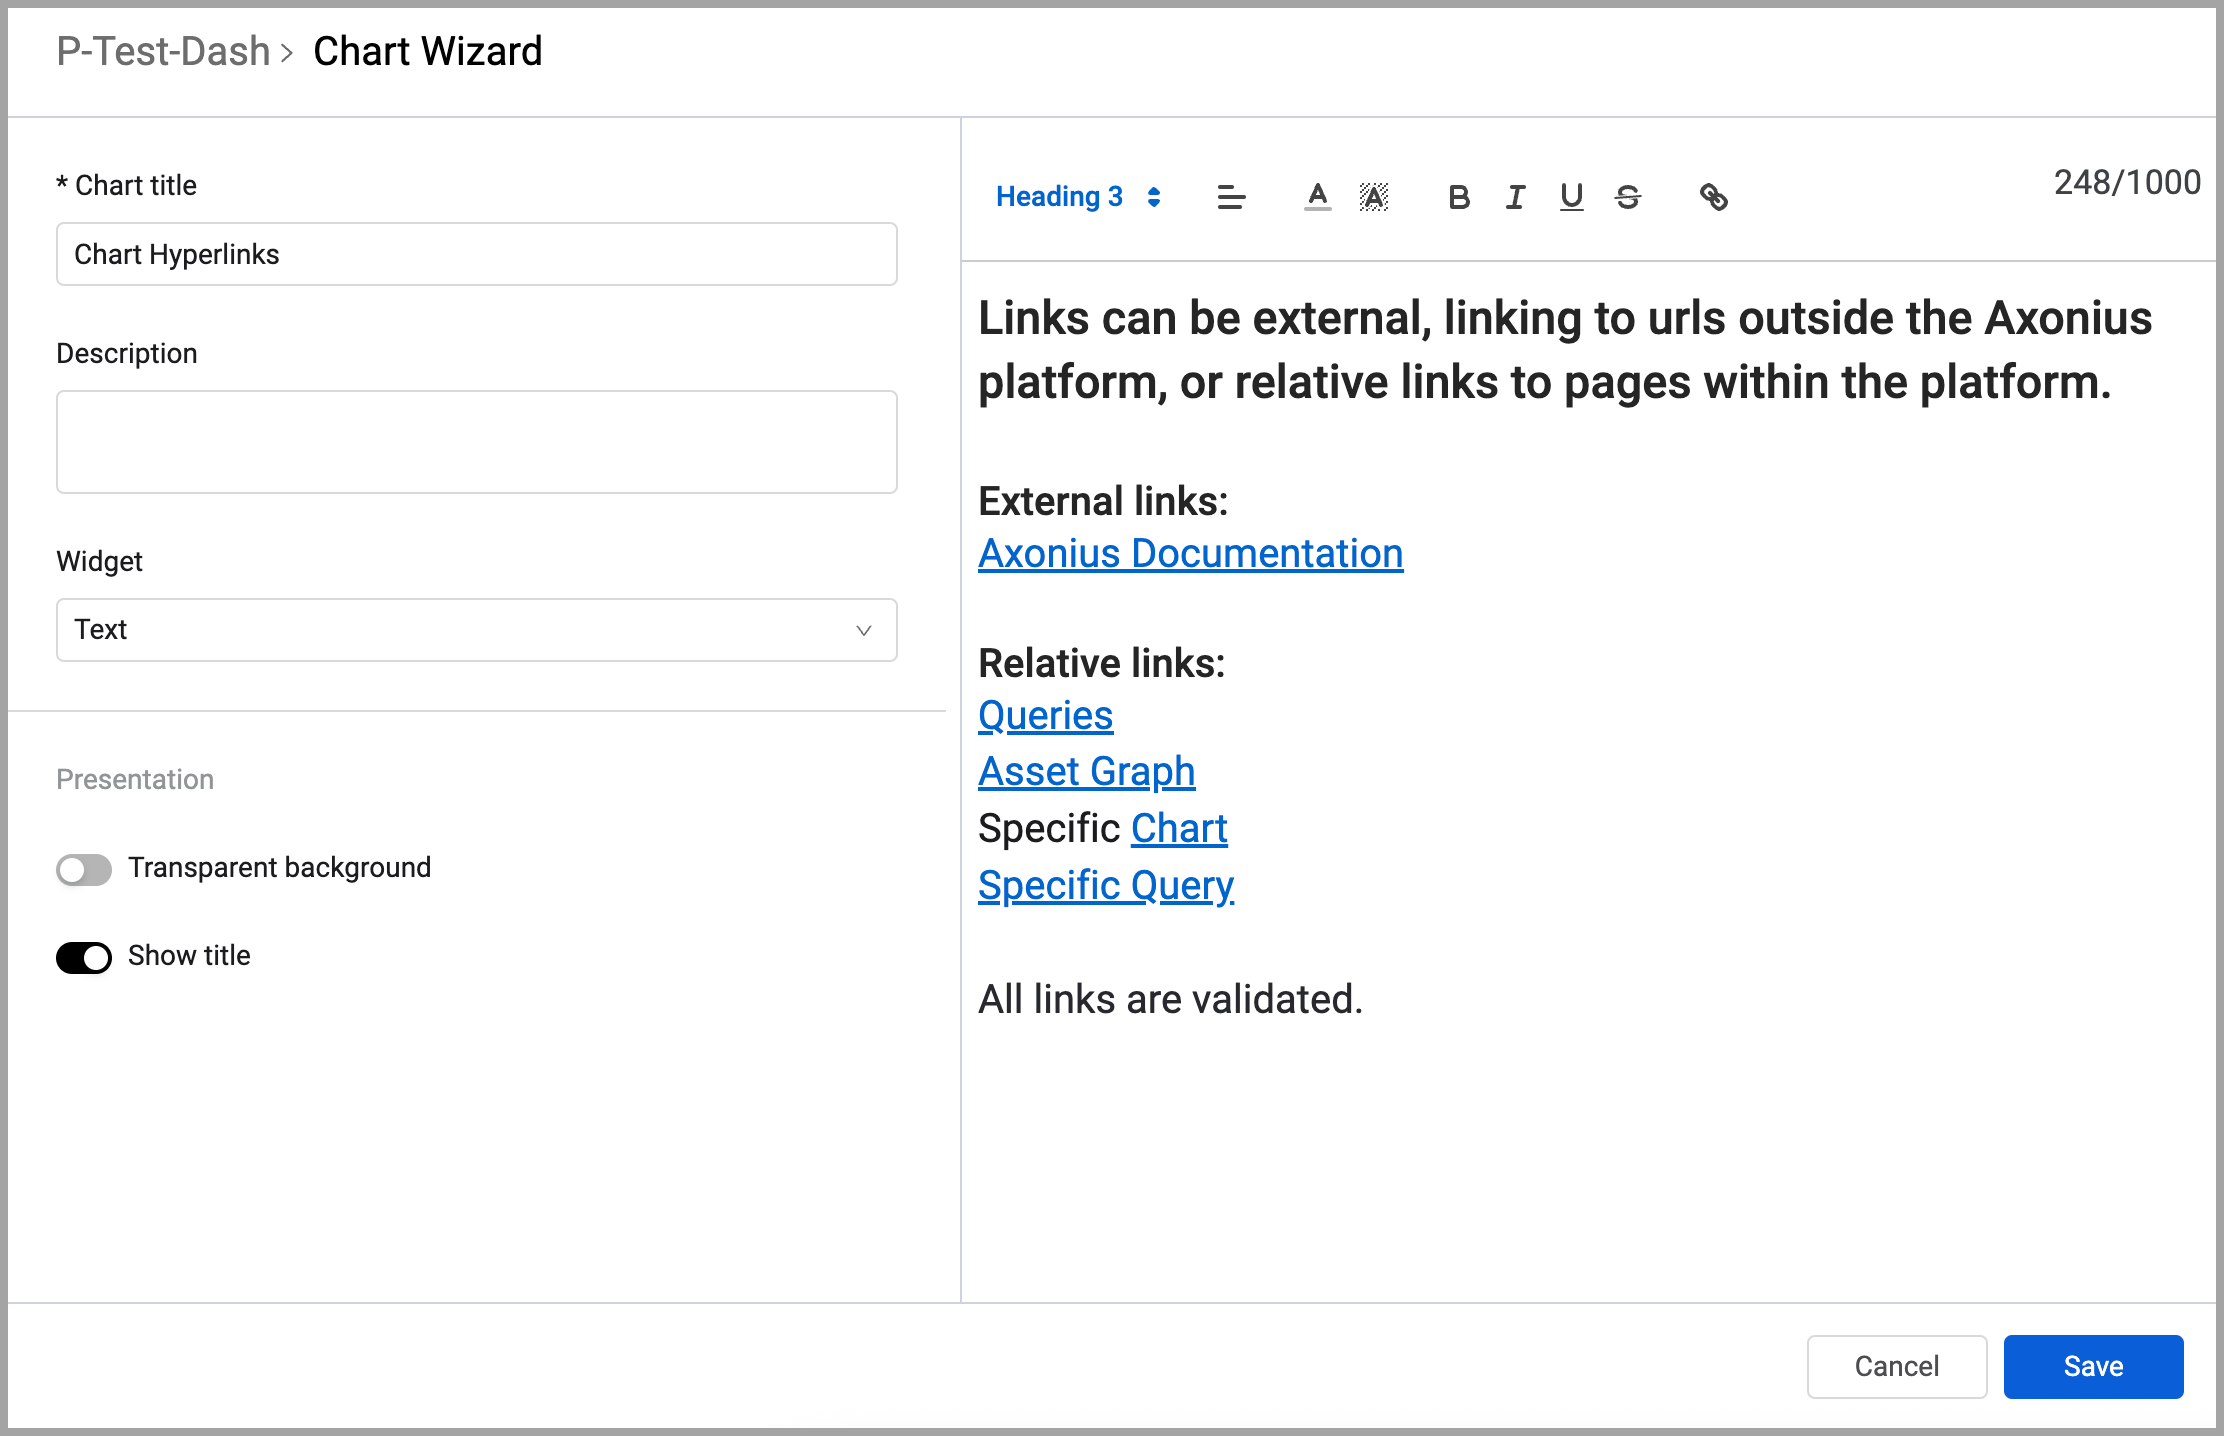 P-Test-Dash > Chart Wizard
* Chart title
Chart Hyperlinks
Description
Widget
Text
Presentation
Transparent background
Show title
Heading 3
A A B I U S
248/1000
Links can be external, linking to urls outside the Axonius
platform, or relative links to pages within the platform.
External links:
Axonius Documentation
Relative links:
Queries
Asset Graph
Specific Chart
Specific Query
All links are validated.
Cancel
Save